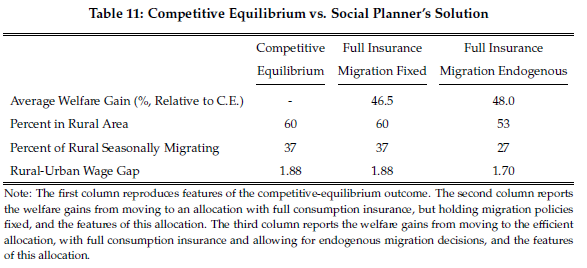 Table 11: Competitive Equilibrium vs. Social Planner's Solution
Competitive Full Insurance Full Insurance
Equilibrium Migration Fixed Migration Endogenous
Average Welfare Gain (%, Relative to C.E.) - 46.5 48.0
Percent in Rural Area 60 60 53
Percent of Rural Seasonally Migrating 37 37 27
Rural-Urban Wage Gap 1.88 1.88 1.70
Note: The first column reproduces features of the competitive-equilibrium outcome. The second column reports
the welfare gains from moving to an allocation with full consumption insurance, but holding migration policies
fixed, and the features of this allocation. The third column reports the welfare gains from moving to the efficient
allocation, with full consumption insurance and allowing for endogenous migration decisions, and the features
of this allocation.